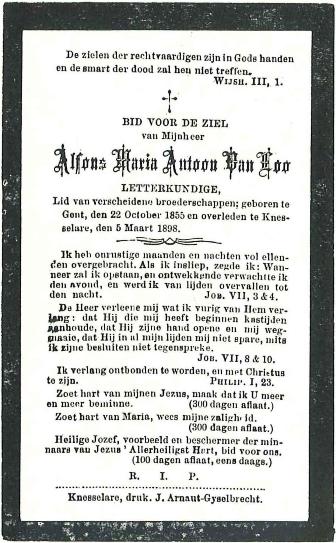 De zielen der rechtvaardigen zijn in Gods handen
en de smart der dood zal hen niet treffen.
WIJSH. III, 1.
BID VOOR DE ZIEL
van Mijnheer
Alfons Maria Antoon Van Loo
LETTERKUNDIGE,
Lid van verscheidene broederschappen; geboren te
Gent, den 22 October 1855 en overleden te Knes-
selare, den 5 Maart 1898.
Ik heb onrustige maanden en nachten vol ellen-
den overgebracht. Als ik insliep, zegde ik: Wan-
neer zal ik opstaan, en ontwekkende verwachtte ik
den avond, en werd ik van lijden overvallen tot
den nacht. JOB. VII, 3 & 4.
De Heer verleene mij wat ik vurig van Hem ver-
lang: dat Hij die mij heeft beginnen kastijden
aanhoude, dat Hij zijne hand opene en mij weg-
maaie, dat Hij in al mijn lijden mij niet spare, mits
ik zijne besluiten niet tegenspreke.
JOB. VII, 8 & 10.
Ik verlang ontbonden te worden, en met Christus
te zijn. PHILIP. I, 23.
Zoet hart van mijnen Jezus, maak dat ik U meer
en meer beminne. (300 dagen aflaat.)
Zoet hart van Maria, wees mijne zaligheid.
(300 dagen aflaat.)
Heilige Jozef, voorbeeld en beschermer der min-
naars van Jezus' Allerheiligst Hert, bid voor ons.
(100 dagen aflaat, eens daags.)
R. I. P.
Knesselare, druk. J. Arnaut-Gyselbrecht.